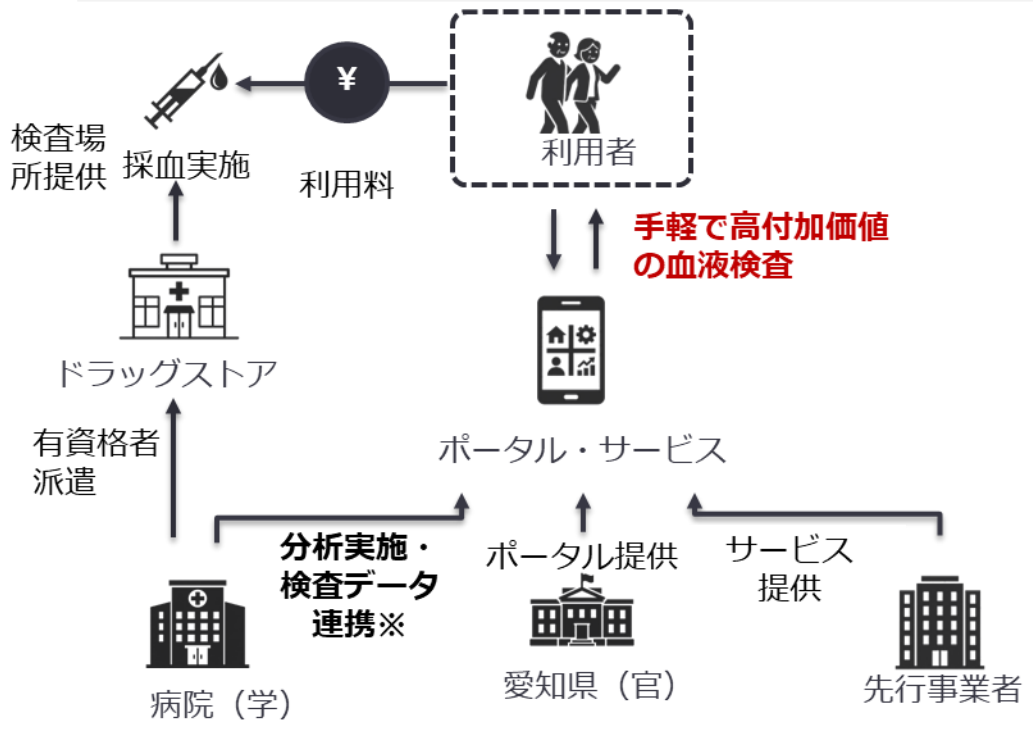 ¥
利用者
検査場
所提供
採血実施
利用料
手軽で高付加価値
の血液検査
ドラッグストア
有資格者
派遣
ポータル・サービス
分析実施・
検査データ
連携※
ポータル提供
サービス
提供
病院（学）
愛知県（官）
先行事業者